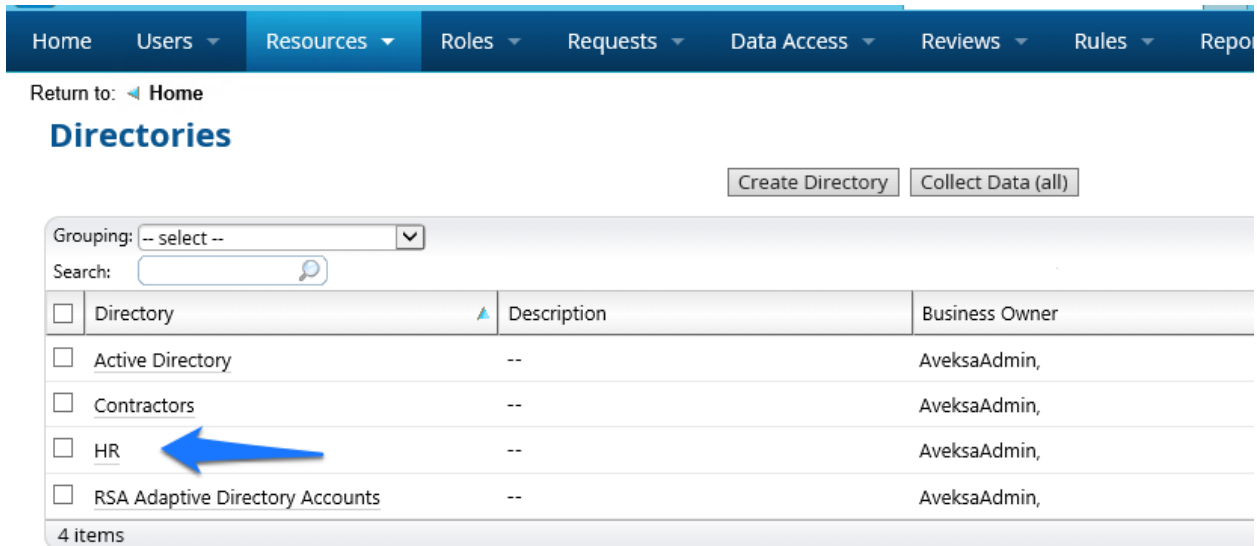 Home Users Resources Roles Requests Data Access Reviews Rules
Return to: Home
Directories
Create Directory Collect Data (all)
Grouping: -- select --
Search:
Directory Description Business Owner
Active Directory -- AveksaAdmin,
Contractors -- AveksaAdmin,
HR -- AveksaAdmin,
RSA Adaptive Directory Accounts -- AveksaAdmin,
4 items